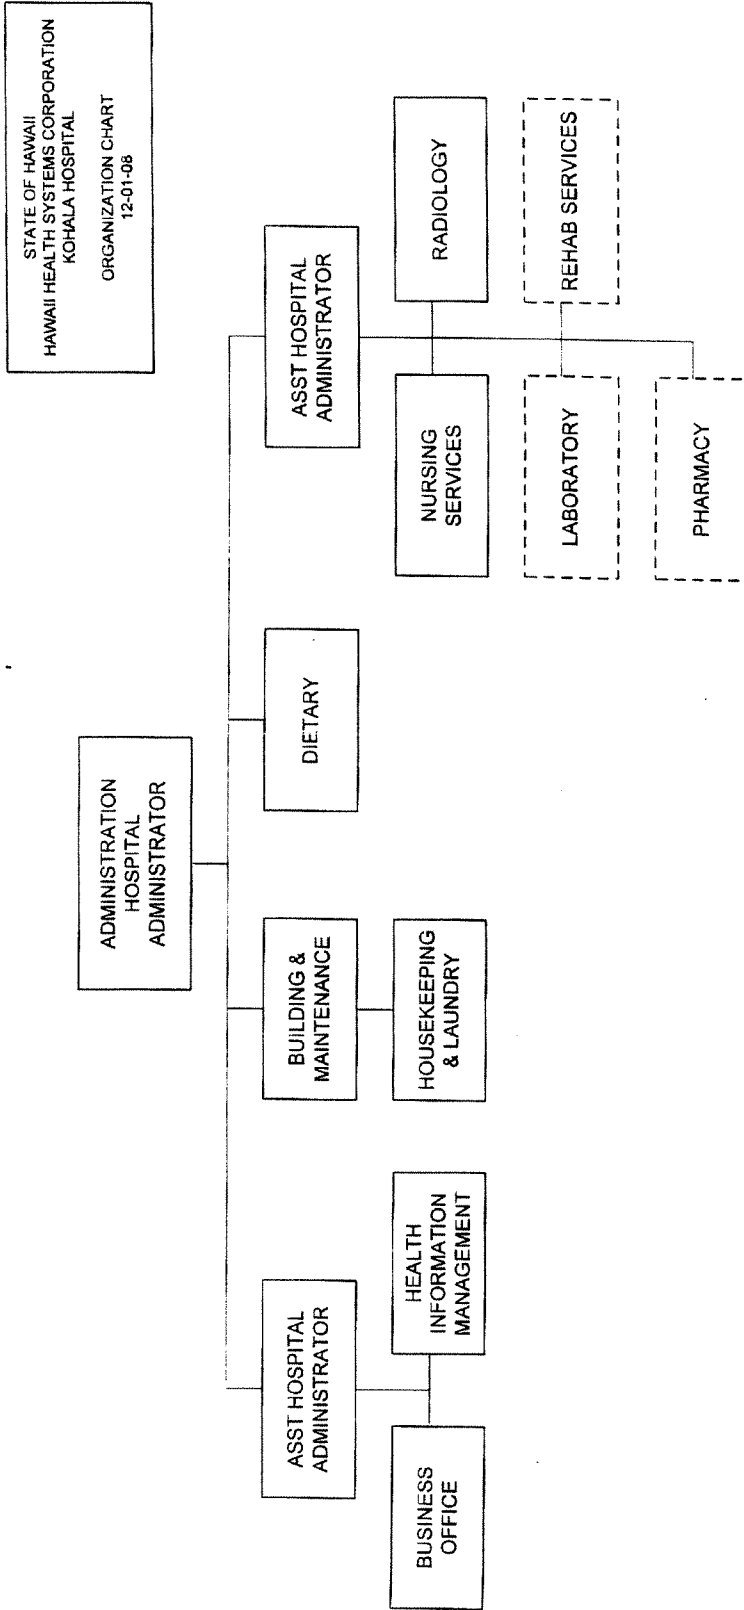 STATE OF HAWAII
HAWAII HEALTH SYSTEMS CORPORATION
KOHALA HOSPITAL
ORGANIZATION CHART
12-01-08
ADMINISTRATION
HOSPITAL
ADMINISTRATOR
ASST HOSPITAL
ADMINISTRATOR
BUILDING &
MAINTENANCE
DIETARY
ASST HOSPITAL
ADMINISTRATOR
BUSINESS
OFFICE
HEALTH
INFORMATION
MANAGEMENT
HOUSEKEEPING
& LAUNDRY
NURSING
SERVICES
RADIOLOGY
LABORATORY
REHAB SERVICES
PHARMACY